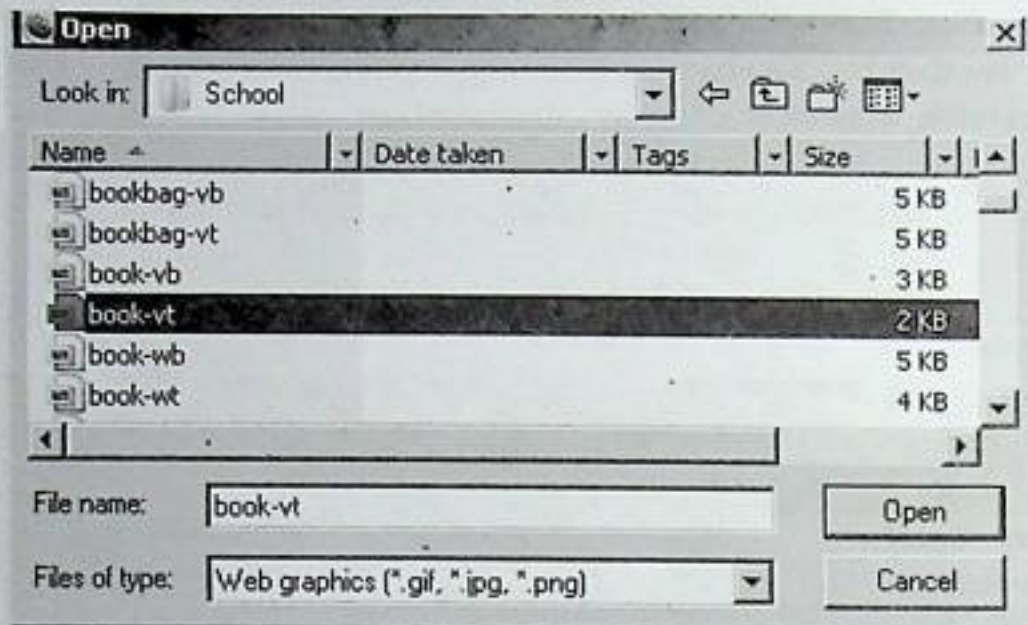 Open
Look in: School
Name Date taken Tags Size
bookbag-vb 5 KB
bookbag-vt 5 KB
book-vb 3 KB
book-vt 2 KB
book-wb 5 KB
book-wt 4 KB
File name: book-vt Open
Files of type: Web graphics (*.gif, *.jpg, *.png) Cancel